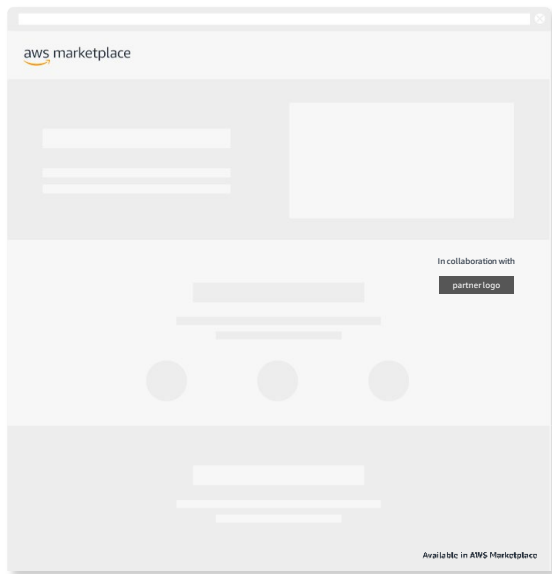 aws marketplace
In collaboration with
partner logo
Available in AWS Marketplace